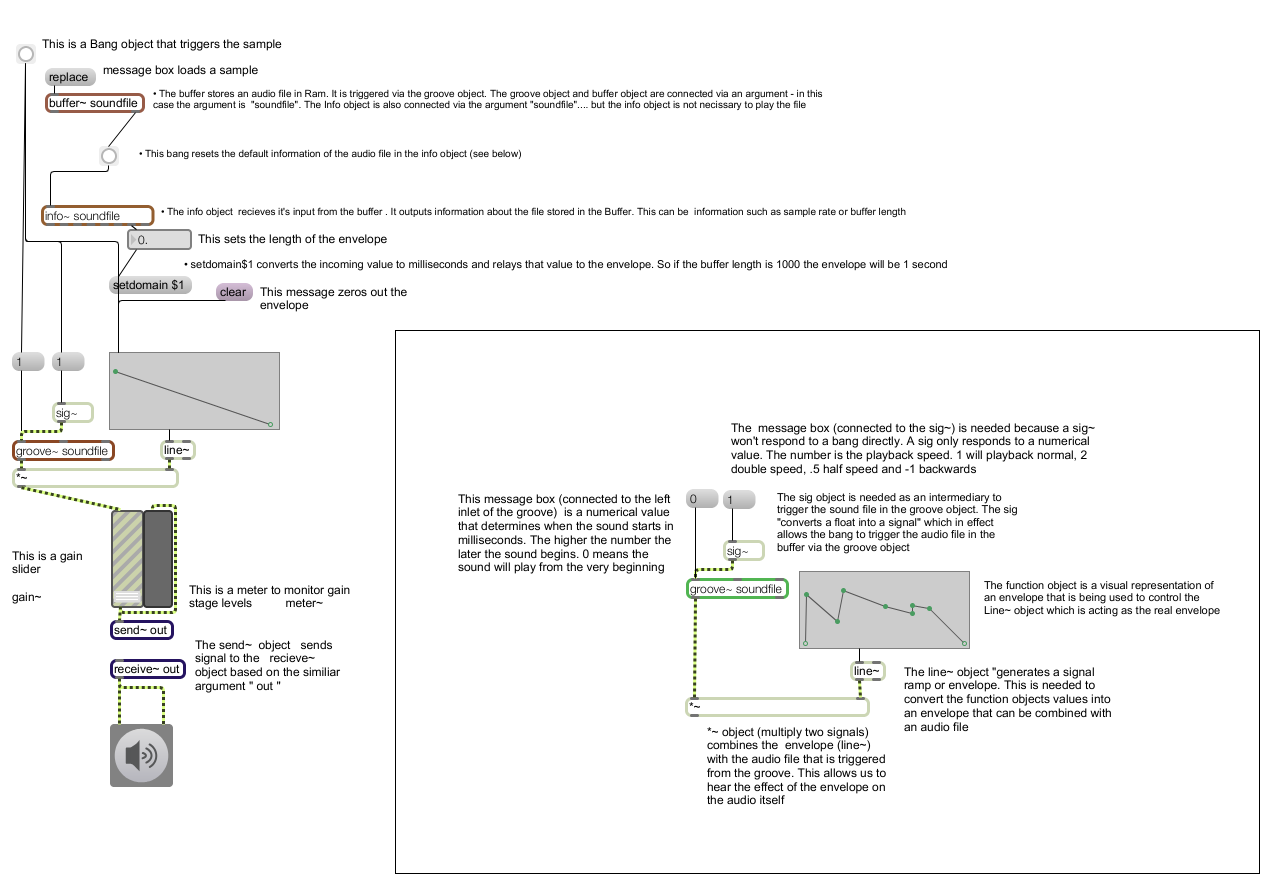 This is a Bang object that triggers the sample
replace
message box loads a sample
buffer~ soundfile
• The buffer stores an audio file in Ram. It is triggered via the groove object. The groove object and buffer object are connected via an argument - in this
case the argument is "soundfile". The Info object is also connected via the argument "soundfile".... but the info object is not necissary to play the file
• This bang resets the default information of the audio file in the info object (see below)
info~ soundfile
• The info object recieves it's input from the buffer . It outputs information about the file stored in the Buffer. This can be information such as sample rate or buffer length
0.
This sets the length of the envelope
• setdomain$1 converts the incoming value to milliseconds and relays that value to the envelope. So if the buffer length is 1000 the envelope will be 1 second
setdomain $1
clear
This message zeros out the
envelope
1
1
sig~
groove~ soundfile
line~
*~
This is a gain
slider
gain~
This is a meter to monitor gain
stage levels meter~
send~ out
The send~ object sends
signal to the recieve~
object based on the similiar
argument " out "
receive~ out
The message box (connected to the sig~) is needed because a sig~
won't respond to a bang directly. A sig only responds to a numerical
value. The number is the playback speed. 1 will playback normal, 2
double speed, .5 half speed and -1 backwards
This message box (connected to the left
inlet of the groove) is a numerical value
that determines when the sound starts in
milliseconds. The higher the number the
later the sound begins. 0 means the
sound will play from the very beginning
0
1
The sig object is needed as an intermediary to
trigger the sound file in the groove object. The sig
"converts a float into a signal" which in effect
allows the bang to trigger the audio file in the
buffer via the groove object
sig~
groove~ soundfile
The function object is a visual representation of
an envelope that is being used to control the
Line~ object which is acting as the real envelope
line~
The line~ object "generates a signal
ramp or envelope. This is needed to
convert the function objects values into
an envelope that can be combined with
an audio file
*~
*~ object (multiply two signals)
combines the envelope (line~)
with the audio file that is triggered
from the groove. This allows us to
hear the effect of the envelope on
the audio itself